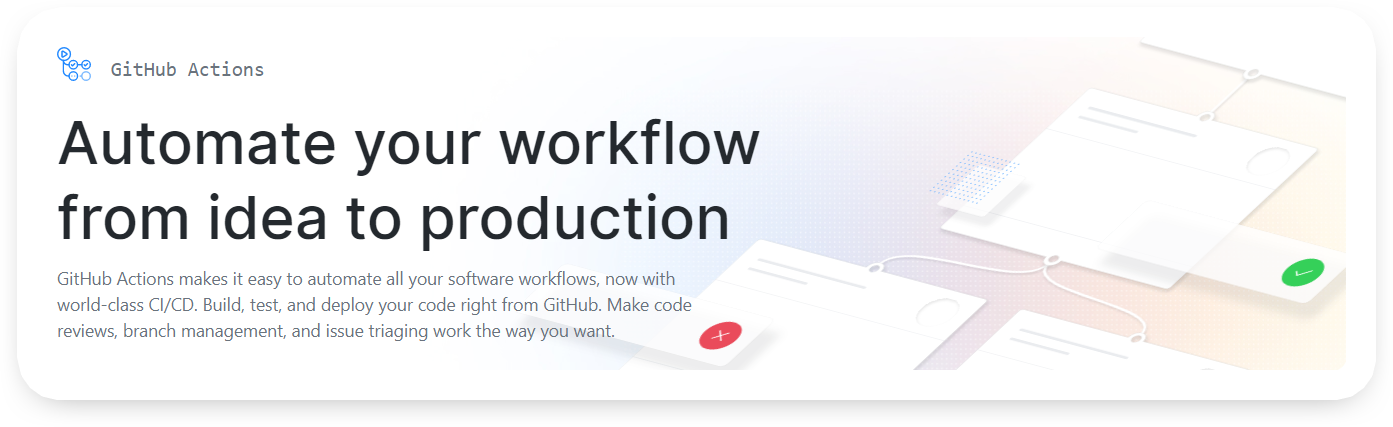 GitHub Actions
Automate your workflow
from idea to production
GitHub Actions makes it easy to automate all your software workflows, now with
world-class CI/CD. Build, test, and deploy your code right from GitHub. Make code
reviews, branch management, and issue triaging work the way you want.